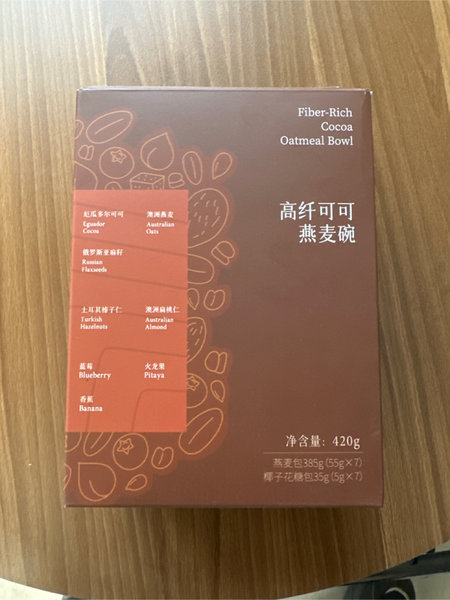 Fiber-Rich
Cocoa
Oatmeal Bowl
高纤可可
燕麦碗
厄瓜多尔可可
Eguador
Cocoa
澳洲燕麦
Australian
Oats
俄罗斯亚麻籽
Russian
Flaxseeds
土耳其榛子仁
Turkish
Hazelnuts
澳洲扁桃仁
Australian
Almond
蓝莓
Blueberry
火龙果
Pitaya
香蕉
Banana
净含量：420g
燕麦包385g (55g×7)
椰子花糖包35g (5g×7)